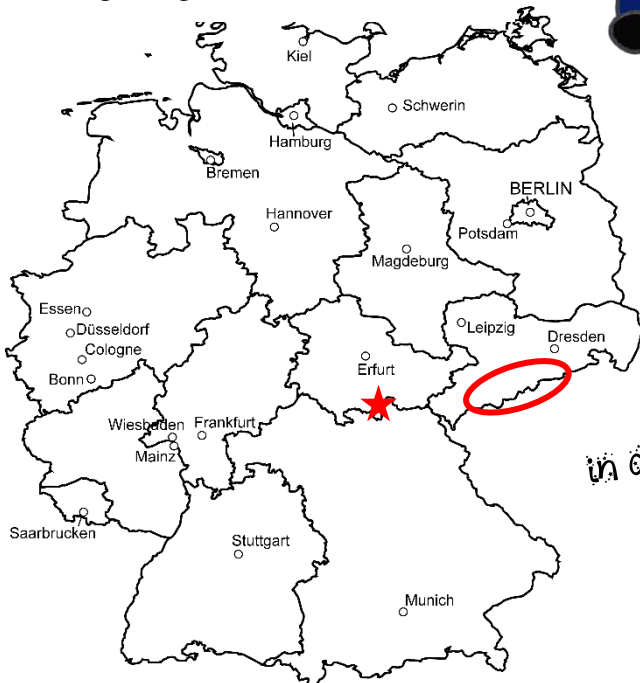 Kiel
Schwerin
Hamburg
Bremen
BERLIN
Hannover
Potsdam
Magdeburg
Essen
Düsseldorf
Leipzig
Cologne
Dresden
Erfurt
Bonn
Wiesbaden
Frankfurt
Mainz
in
Saarbrucken
Stuttgart
Munich